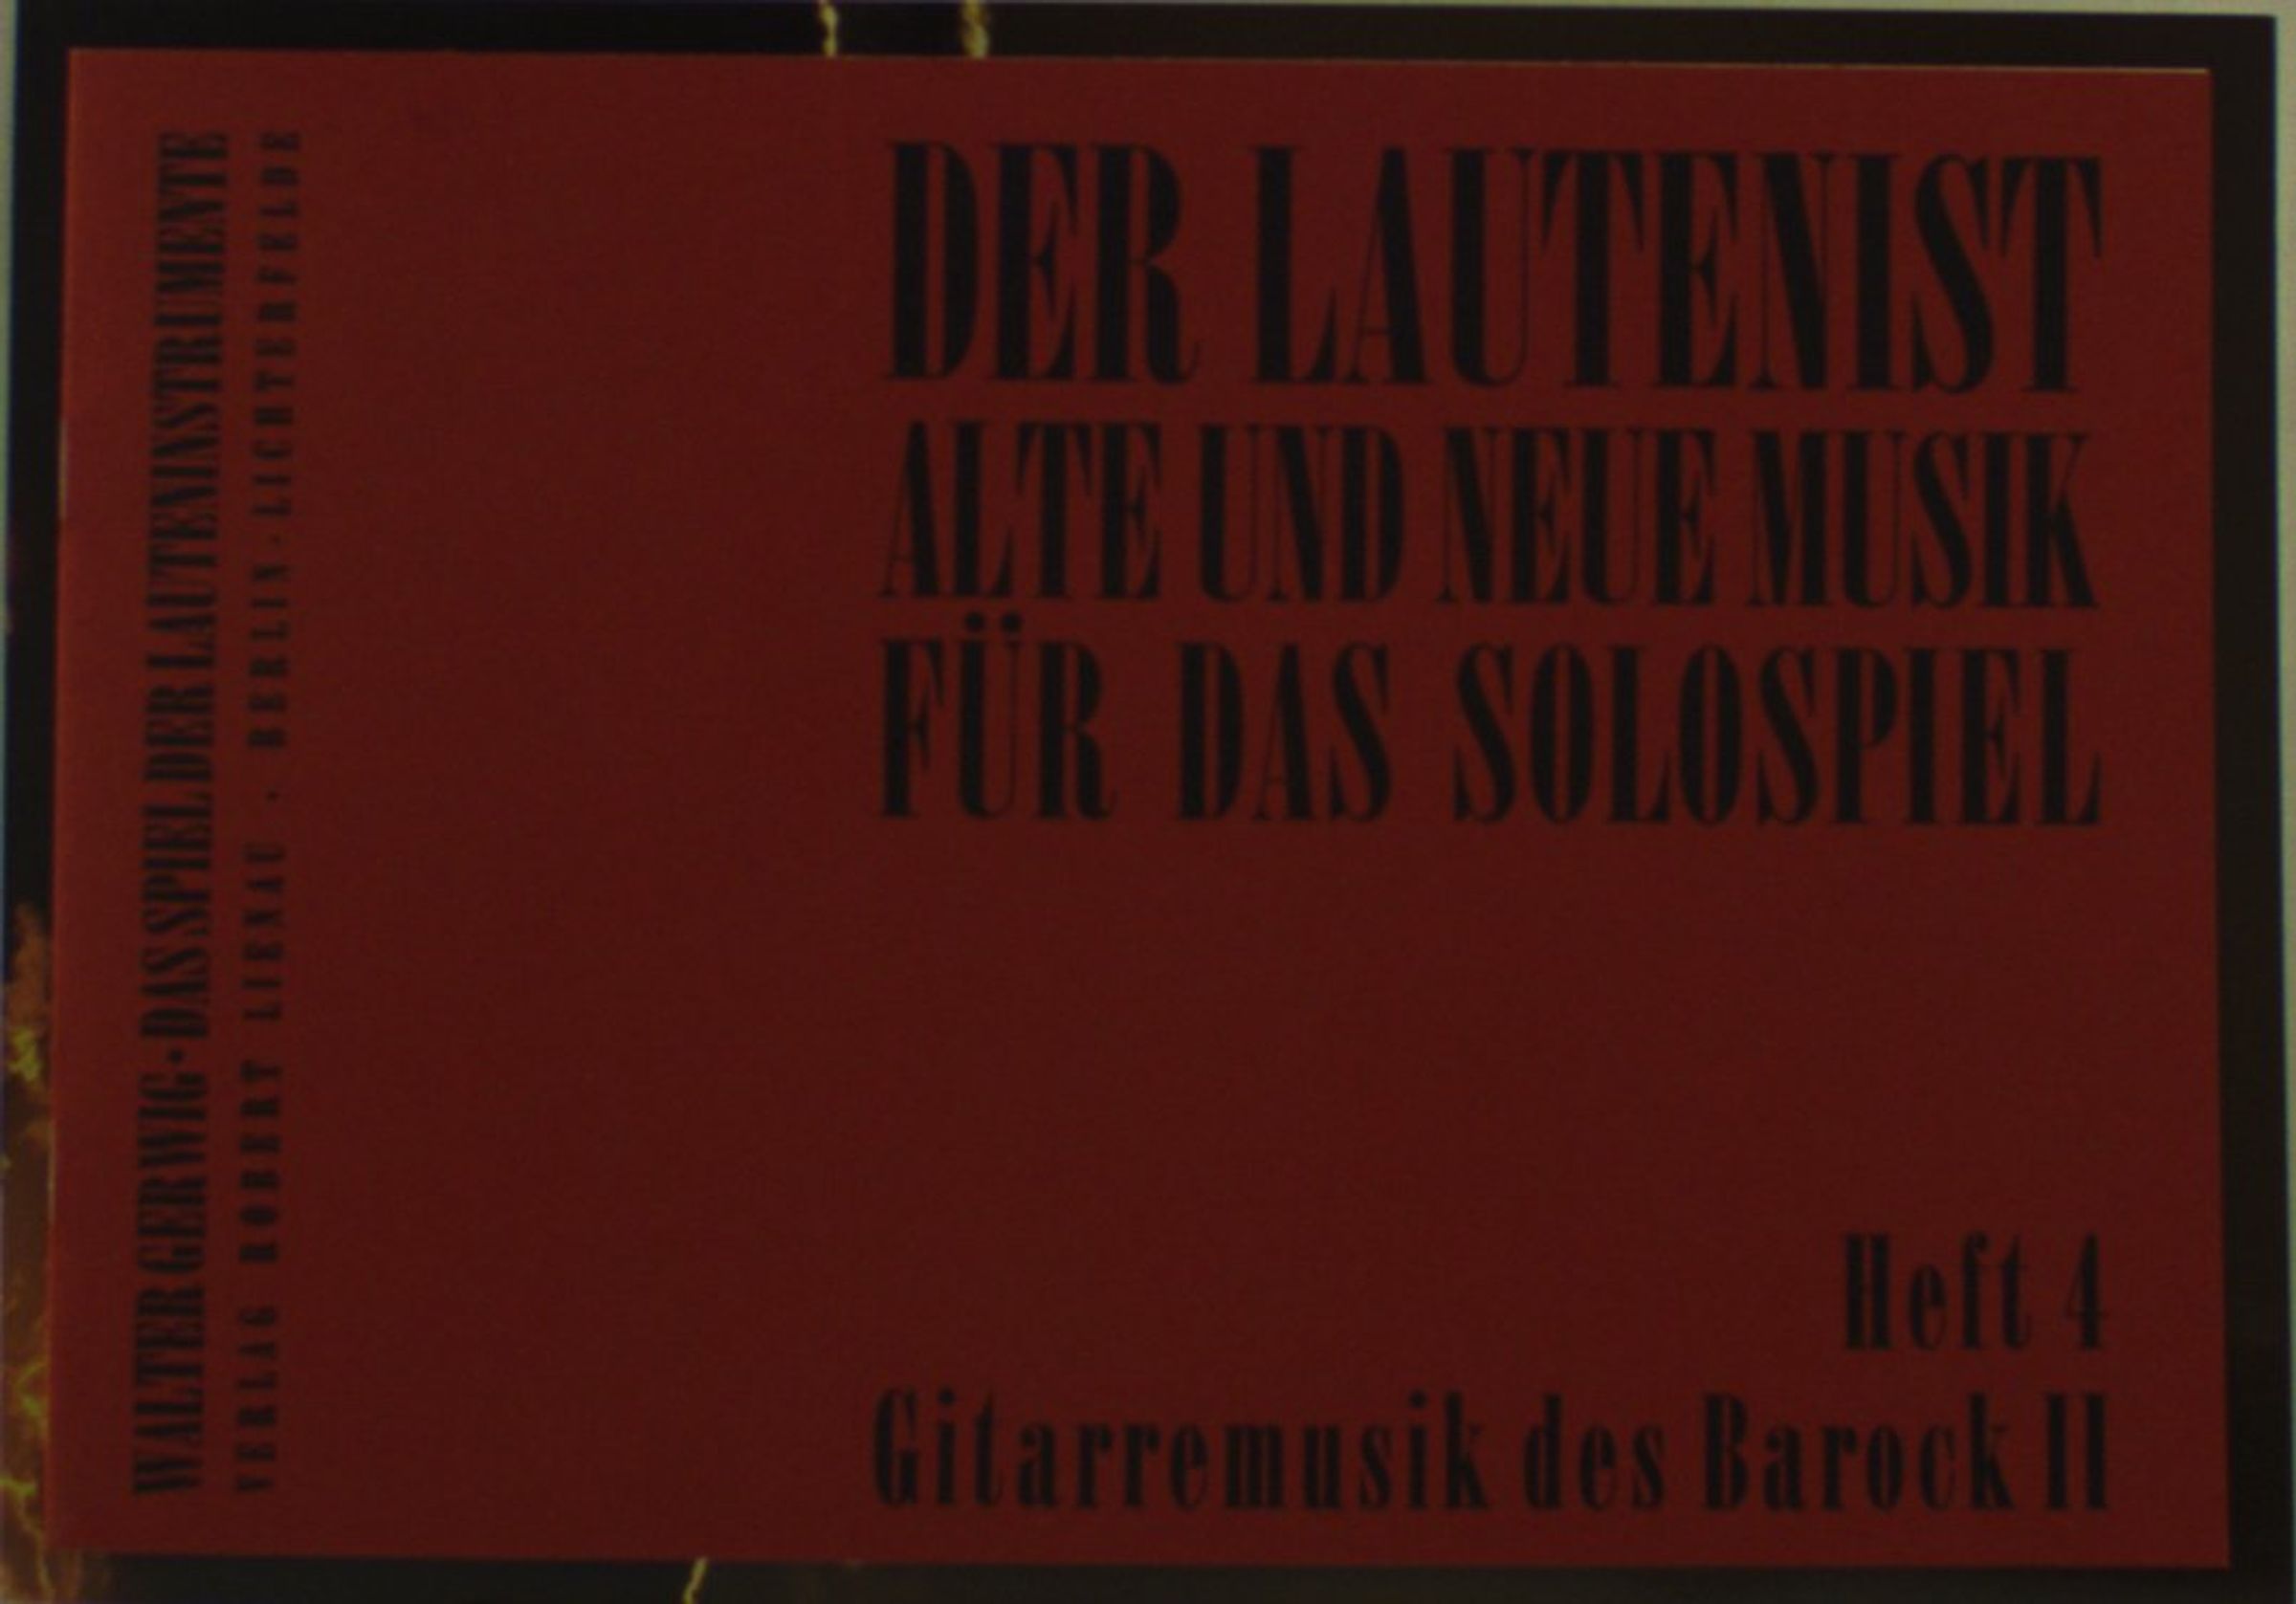 DER LAUTENIST
ALTE UND NEUE MUSIK
FÜR DAS SOLOSPIEL
Heft 4
Gitarremusik des Barock II
WALTER GERWIG · DAS SPIEL DER LAUTENINSTRUMENTE
VERLAG ROBERT LIENAU · BERLIN-LICHTERFELDE